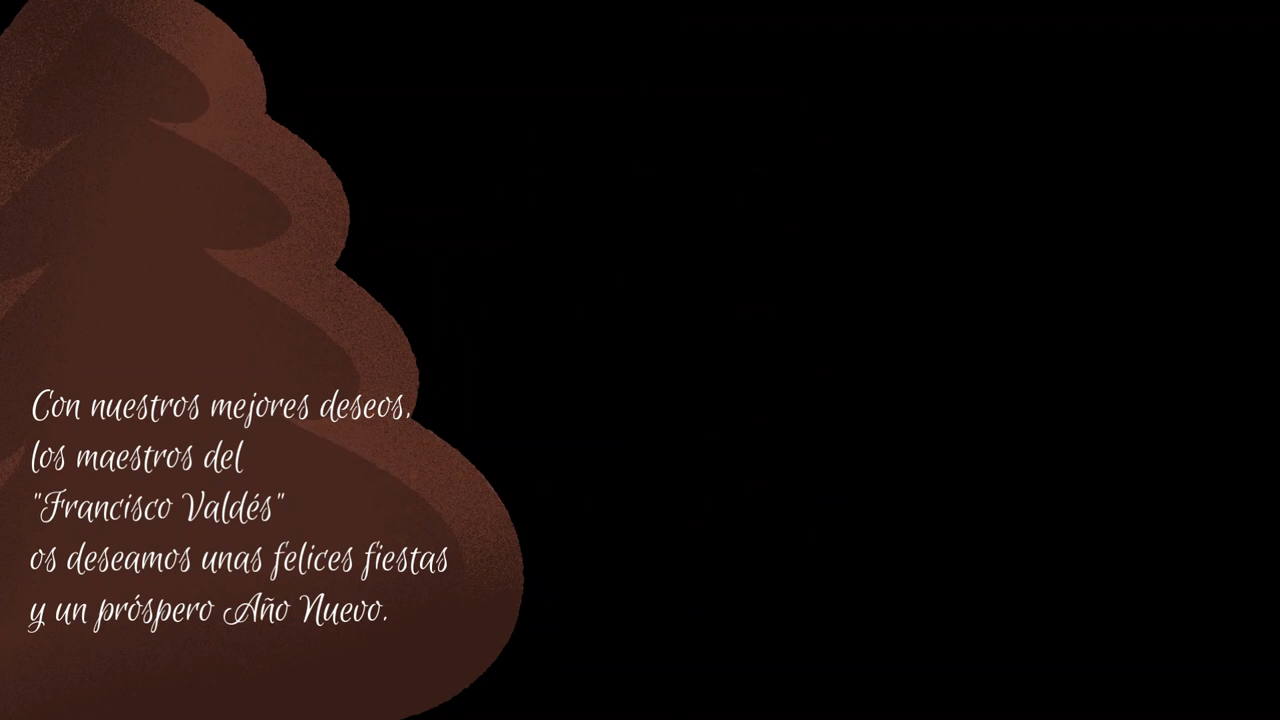 Con nuestros mejores deseos,
los maestros del
"Francisco Valdés"
os deseamos unas felices fiestas
y un próspero Año Nuevo.